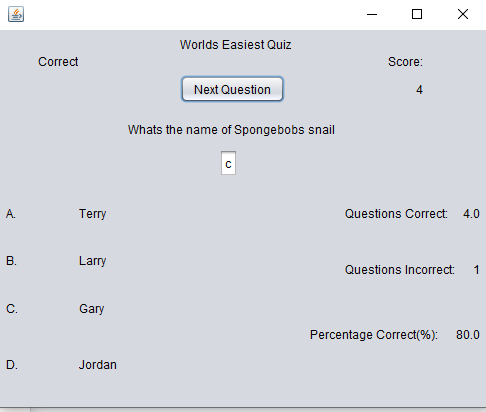 Worlds Easiest Quiz
Correct
Score:
Next Question
4
Whats the name of Spongebobs snail
c
A. Terry
Questions Correct: 4.0
B. Larry
Questions Incorrect: 1
C. Gary
Percentage Correct(%): 80.0
D. Jordan